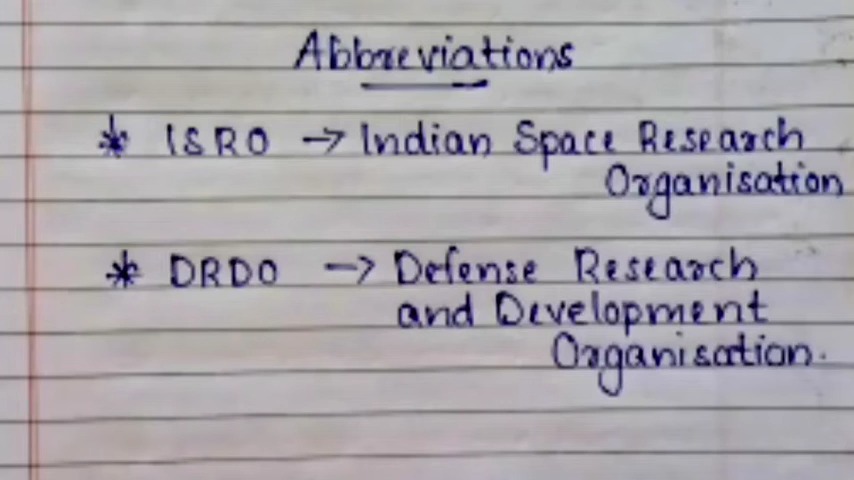 Abbreviations
* ISRO → Indian Space Research
Organisation
* DRDO → Defense Research
and Development
Organisation.